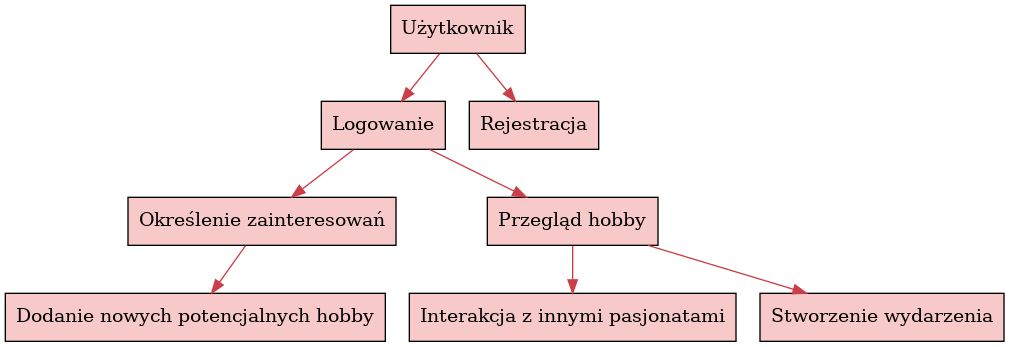 Użytkownik
Logowanie
Rejestracja
Określenie zainteresowań
Przegląd hobby
Dodanie nowych potencjalnych hobby
Interakcja z innymi pasjonatami
Stworzenie wydarzenia